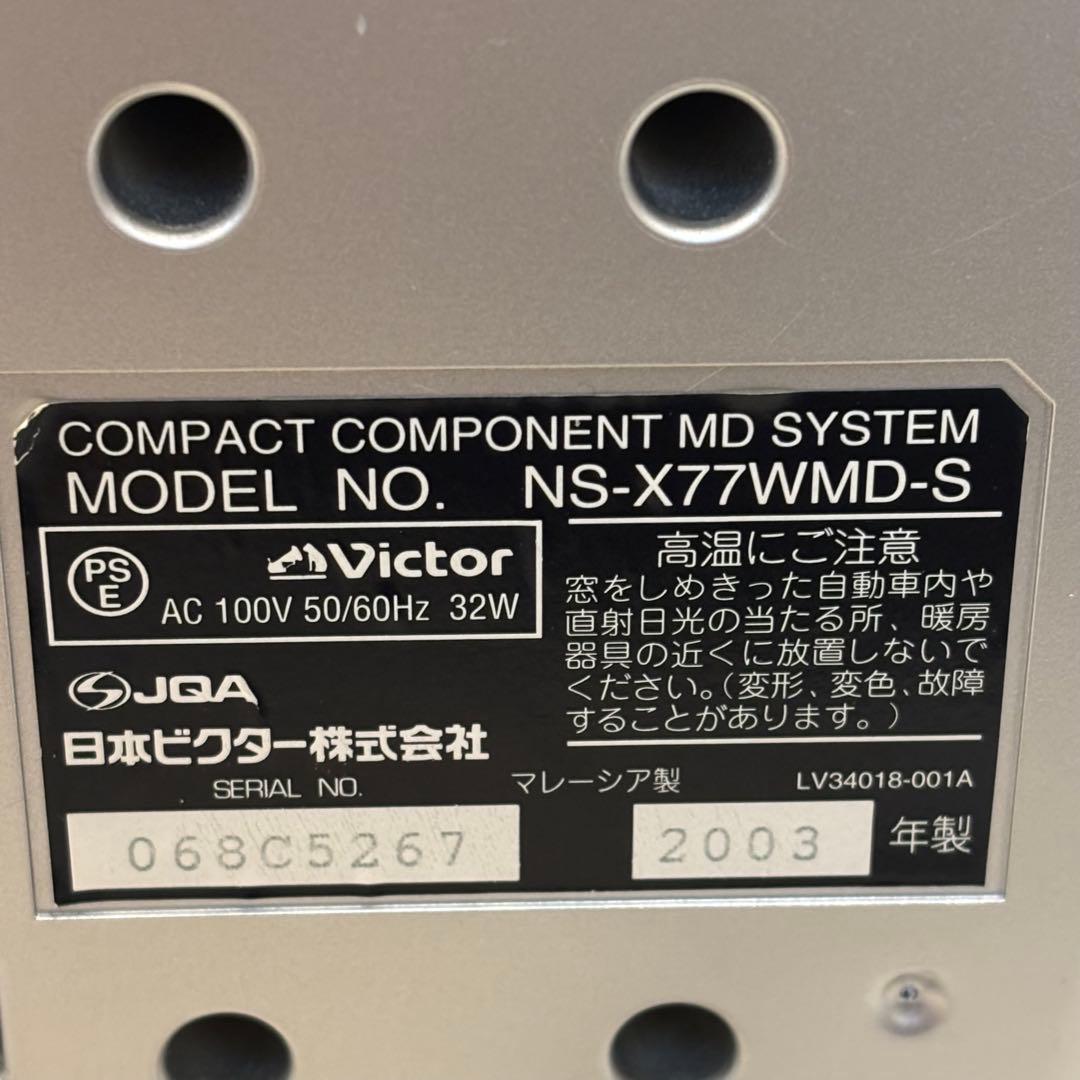 COMPACT COMPONENT MD SYSTEM
MODEL NO. NS-X77WMD-S
PS
E
Victor
AC 100V 50/60Hz 32W
JQA
日本ビクター株式会社
高温にご注意
窓をしめきった自動車内や
直射日光の当たる所、暖房
器具の近くに放置しないで
ください。(変形、変色、故障
することがあります。)
SERIAL NO.
マレーシア製
LV34018-001A
068C5267
2003 年製